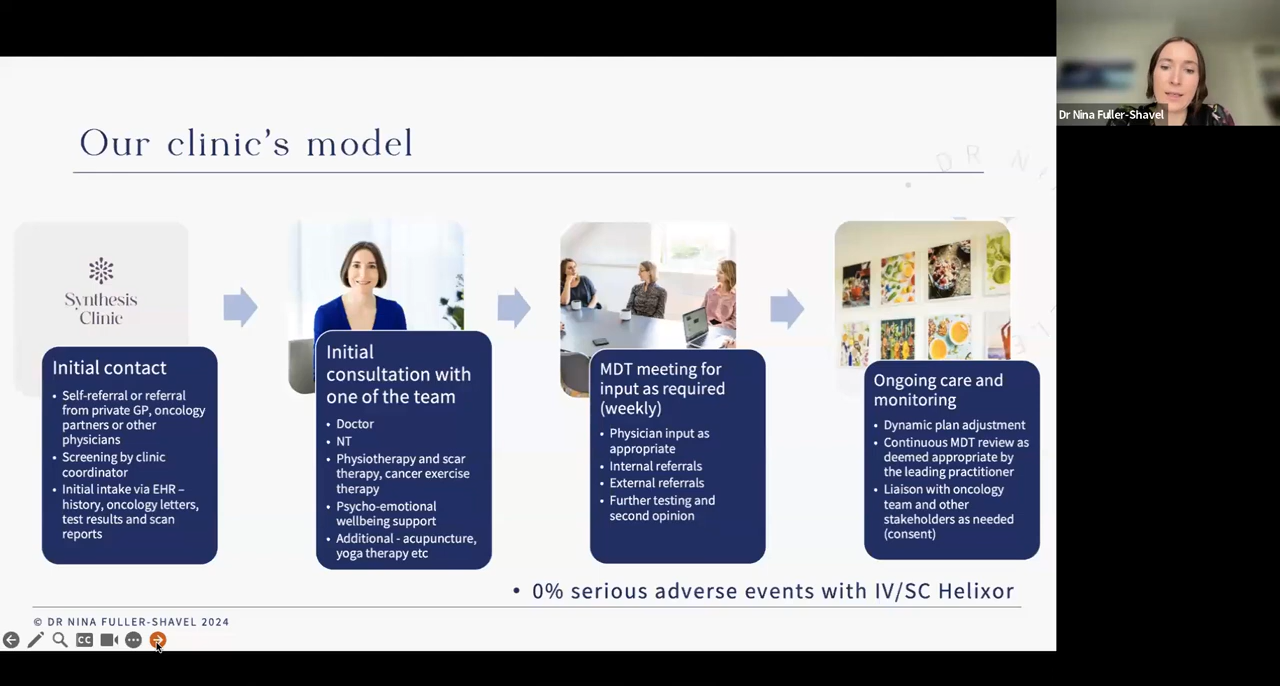 Our clinic's model
Synthesis
Clinic
Initial contact
• Self-referral or referral
from private GP, oncology
partners or other
physicians
• Screening by clinic
coordinator
• Initial intake via EHR –
history, oncology letters,
test results and scan
reports
Initial
consultation with
one of the team
• Doctor
• NT
• Physiotherapy and scar
therapy, cancer exercise
therapy
• Psycho-emotional
wellbeing support
• Additional - acupuncture,
yoga therapy etc
MDT meeting for
input as required
(weekly)
• Physician input as
appropriate
• Internal referrals
• External referrals
• Further testing and
second opinion
Ongoing care and
monitoring
• Dynamic plan adjustment
• Continuous MDT review as
deemed appropriate by
the leading practitioner
• Liaison with oncology
team and other
stakeholders as needed
(consent)
• 0% serious adverse events with IV/SC Helixor
© DR NINA FULLER-SHAVEL 2024
CC
Dr Nina Fuller-Shavel